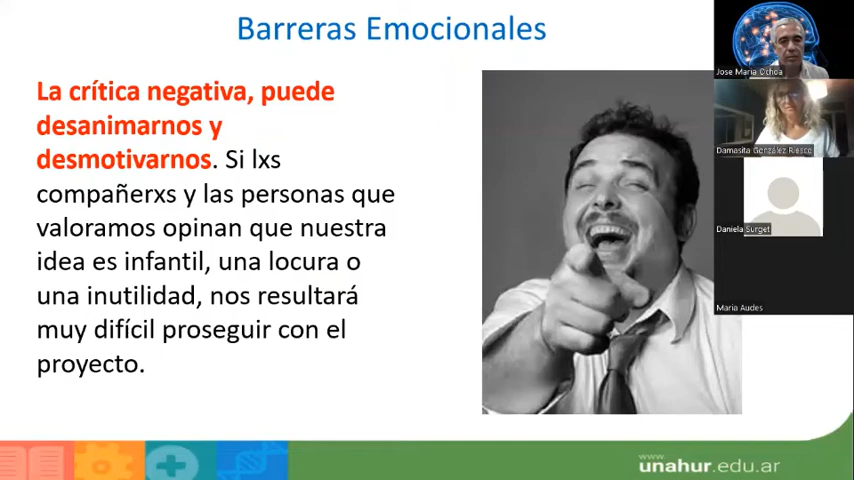 Barreras Emocionales
La crítica negativa, puede
desanimarnos y
desmotivarnos. Si lxs
compañerxs y las personas que
valoramos opinan que nuestra
idea es infantil, una locura o
una inutilidad, nos resultará
muy difícil proseguir con el
proyecto.
Jose Maria Ochoa
Damasita González Riesco
Daniela Surget
Maria Audes
www
unahur.edu.ar